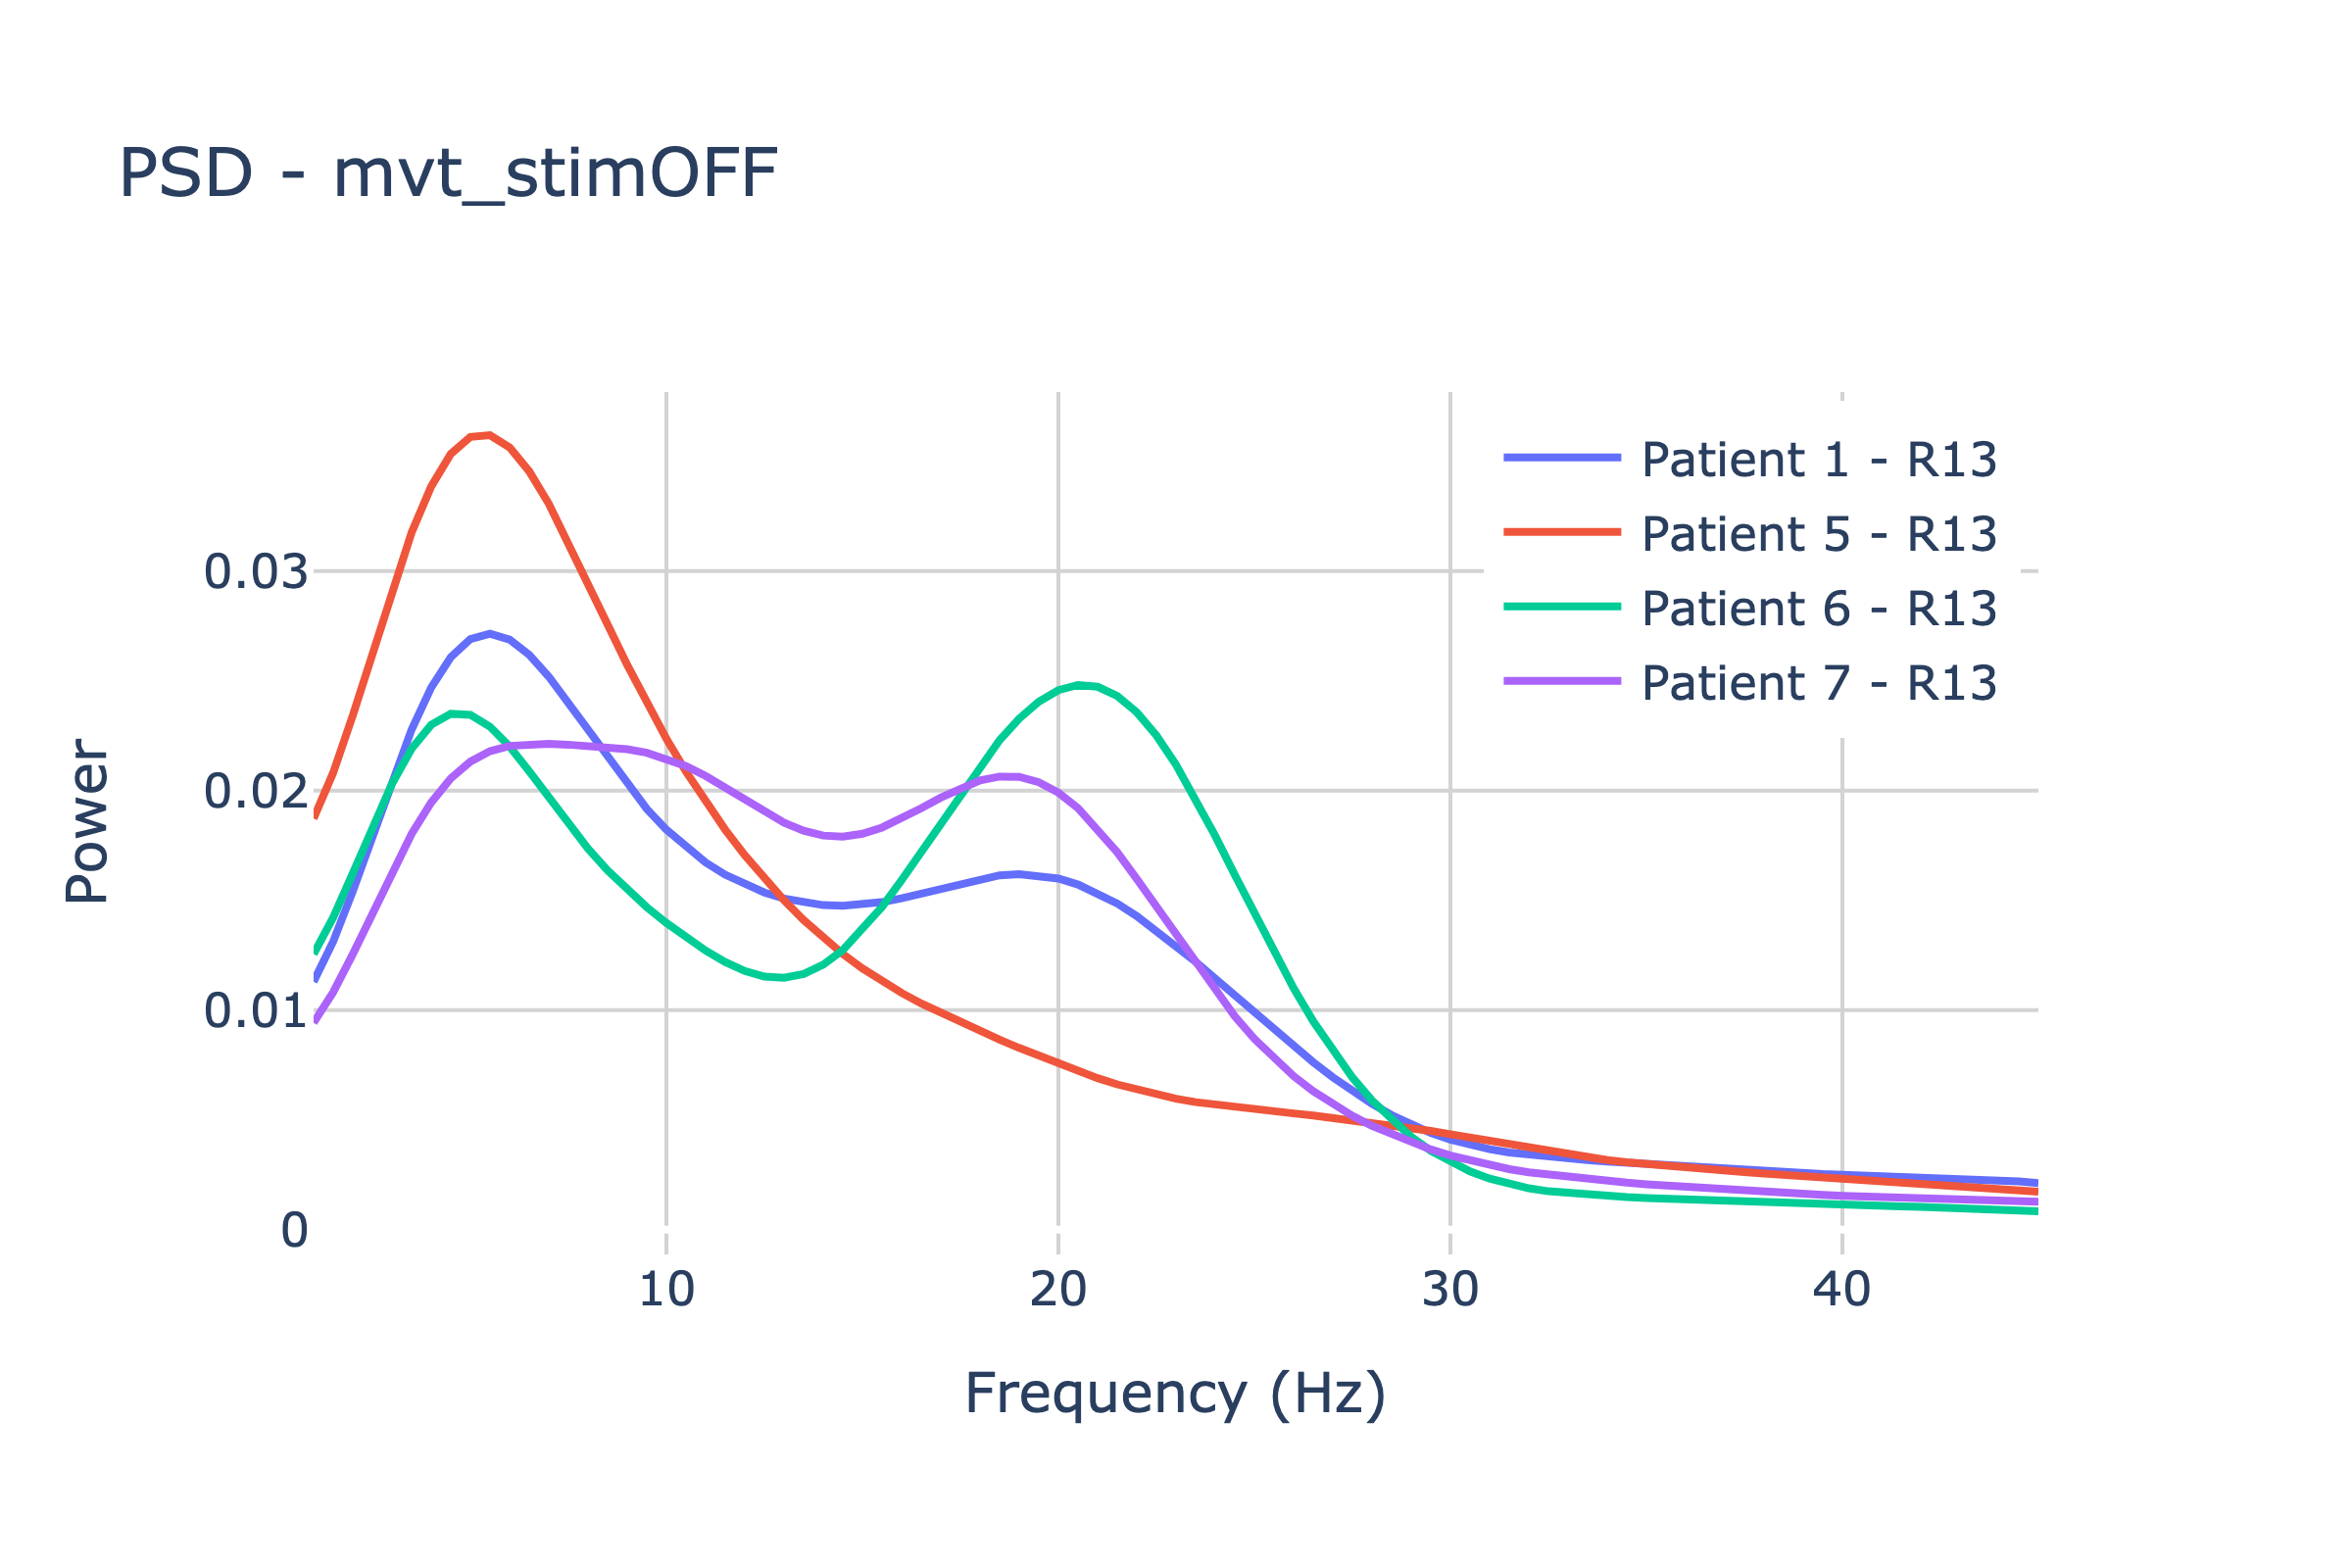 PSD - mvt_stimOFF
Patient 1 - R13
Patient 5 - R13
Patient 6 - R13
Patient 7 - R13
Power
0.03
0.02
0.01
0
10 20 30 40
Frequency (Hz)